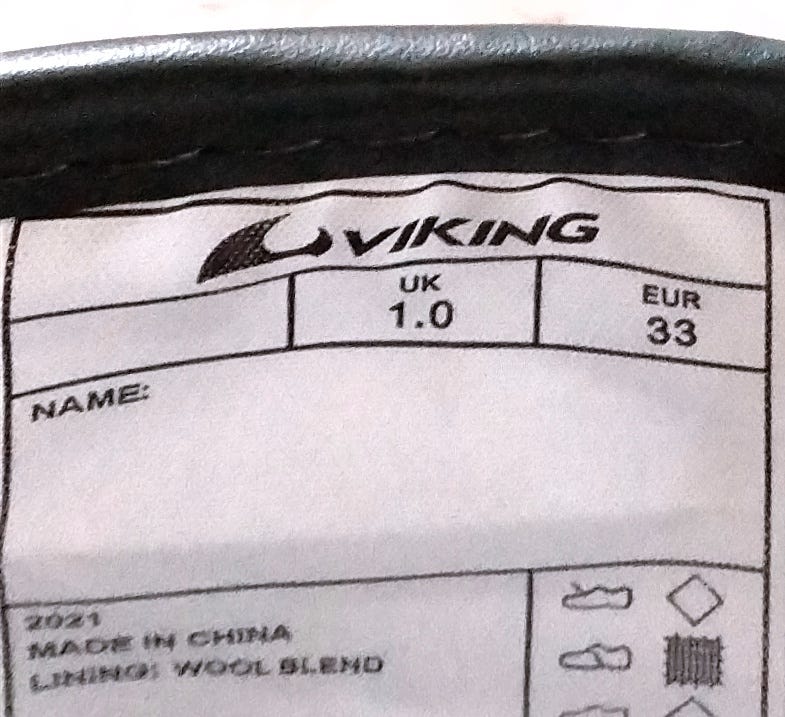 VIKING
UK
1.0
EUR
33
NAME:
2021
MADE IN CHINA
LINING: WOOL BLEND